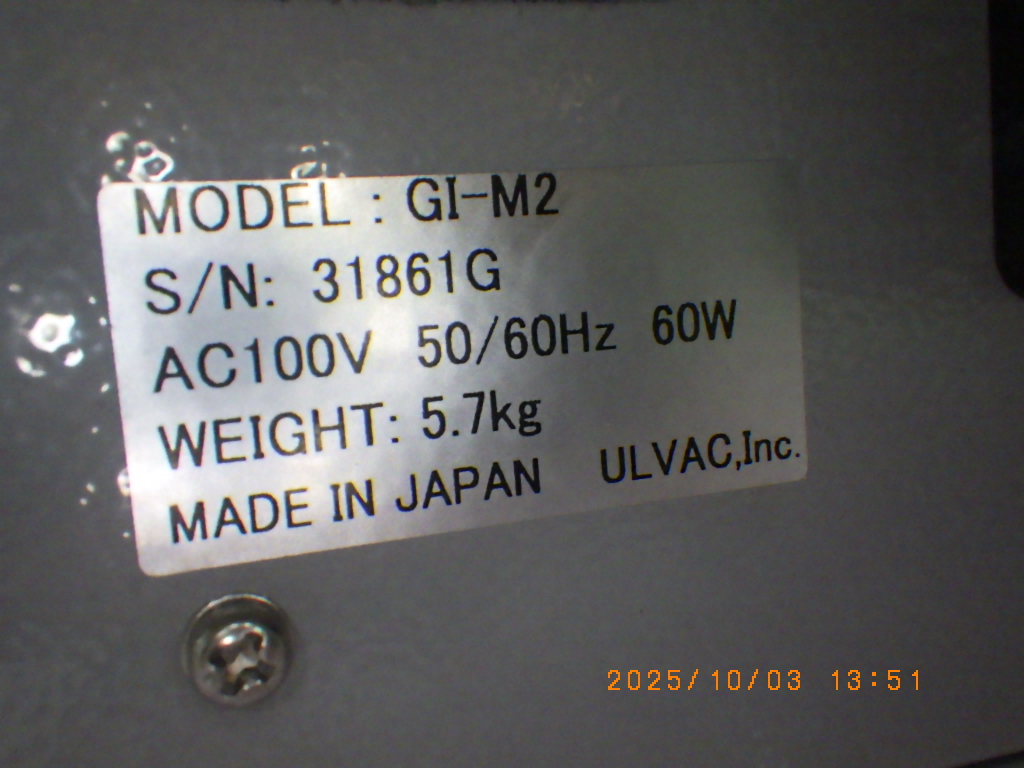 MODEL : GI-M2
S/N: 31861G
AC100V 50/60Hz 60W
WEIGHT: 5.7kg
MADE IN JAPAN ULVAC,Inc.
2025/10/03 13:51